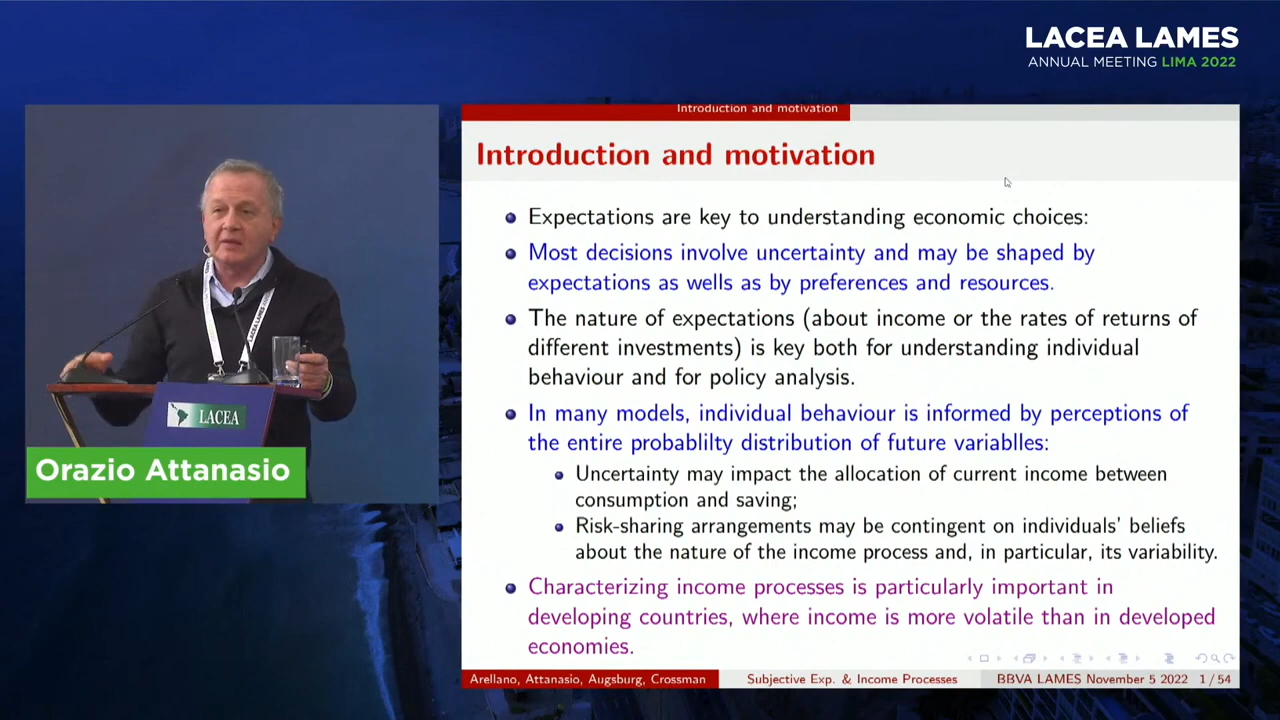 LACEA LAMES
ANNUAL MEETING LIMA 2022
Introduction and motivation
Introduction and motivation
Expectations are key to understanding economic choices:
Most decisions involve uncertainty and may be shaped by
expectations as wells as by preferences and resources.
The nature of expectations (about income or the rates of returns of
different investments) is key both for understanding individual
behaviour and for policy analysis.
In many models, individual behaviour is informed by perceptions of
the entire probablilty distribution of future variablles:
Uncertainty may impact the allocation of current income between
consumption and saving;
Risk-sharing arrangements may be contingent on individuals' beliefs
about the nature of the income process and, in particular, its variability.
Characterizing income processes is particularly important in
developing countries, where income is more volatile than in developed
economies.
Arellano, Attanasio, Augsburg, Crossman
Subjective Exp. & Income Processes
BBVA LAMES November 5 2022 1 / 54
LACEA LAMES
LACEA
Orazio Attanasio